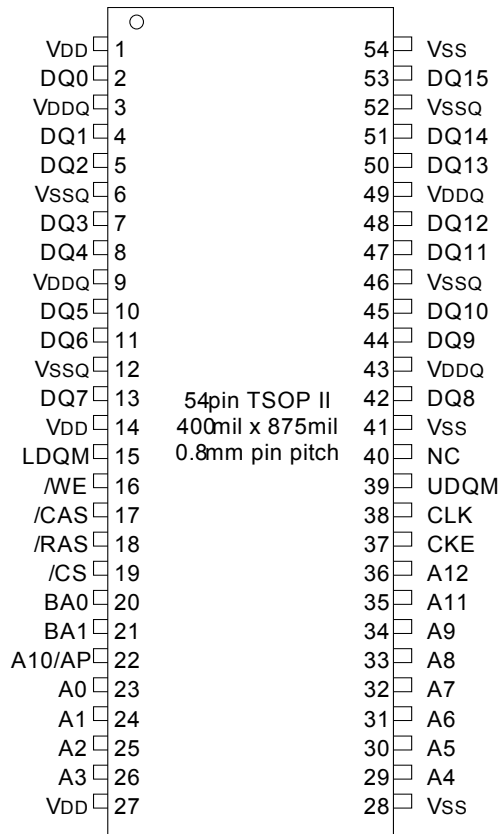 VDD 1 54 VSS
DQ0 2 53 DQ15
VDDQ 3 52 VSSQ
DQ1 4 51 DQ14
DQ2 5 50 DQ13
VSSQ 6 49 VDDQ
DQ3 7 48 DQ12
DQ4 8 47 DQ11
VDDQ 9 46 VSSQ
DQ5 10 45 DQ10
DQ6 11 44 DQ9
VSSQ 12 43 VDDQ
DQ7 13 54pin TSOP II 42 DQ8
VDD 14 400mil x 875mil 41 VSS
LDQM 15 0.8mm pin pitch 40 NC
/WE 16 39 UDQM
/CAS 17 38 CLK
/RAS 18 37 CKE
/CS 19 36 A12
BA0 20 35 A11
BA1 21 34 A9
A10/AP 22 33 A8
A0 23 32 A7
A1 24 31 A6
A2 25 30 A5
A3 26 29 A4
VDD 27 28 VSS